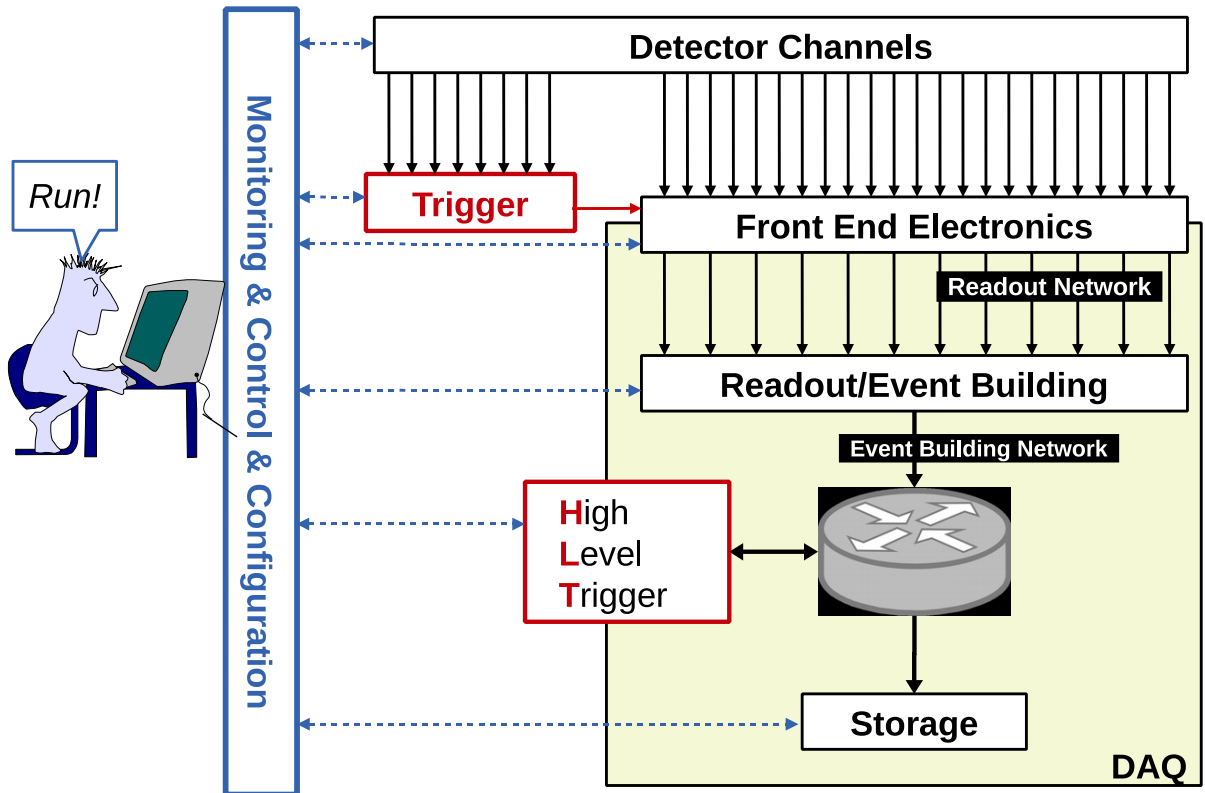 Detector Channels
Monitoring & Control & Configuration
Run!
Trigger
Front End Electronics
Readout Network
Readout/Event Building
Event Building Network
High
Level
Trigger
Storage
DAQ